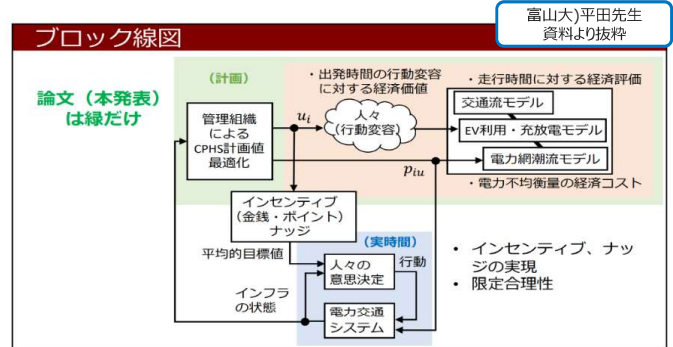 富山大)平田先生
資料より抜粋
ブロック線図
論文（本発表）
は緑だけ
（計画）
・出発時間の行動変容
に対する経済価値
・走行時間に対する経済評価
管理組織
による
CPHS計画値
最適化
u_i
人々
(行動変容)
交通流モデル
EV利用・充放電モデル
電力網潮流モデル
p_{iu}
・電力不均衡量の経済コスト
インセンティブ
（金銭・ポイント）
ナッジ
平均的目標値
（実時間）
人々の
意思決定
行動
インフラ
の状態
電力交通
システム
• インセンティブ、ナッ
ジの実現
• 限定合理性